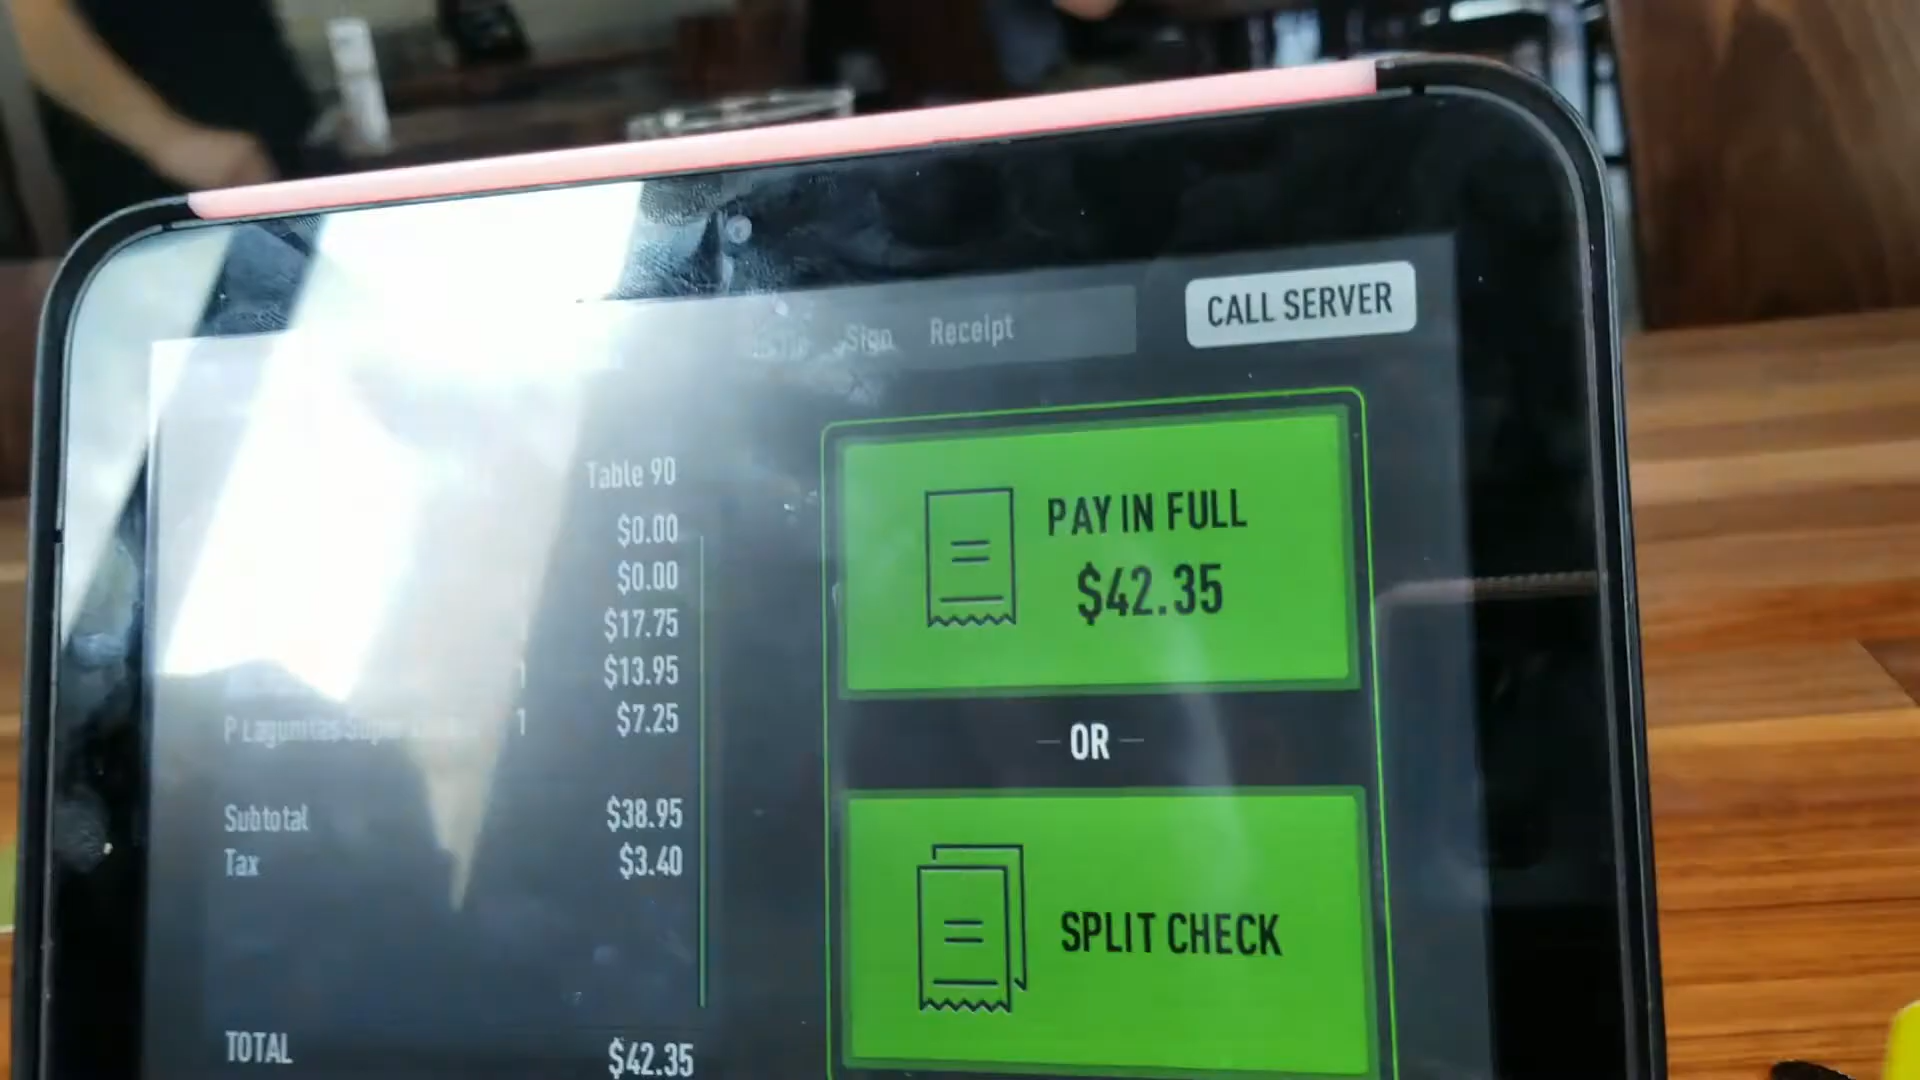 Sign Receipt
CALL SERVER
Table 90
$0.00
$0.00
$17.75
1 $13.95
P Lagunitas Super 1 $7.25
Subtotal $38.95
Tax $3.40
TOTAL $42.35
PAY IN FULL
$42.35
OR
SPLIT CHECK